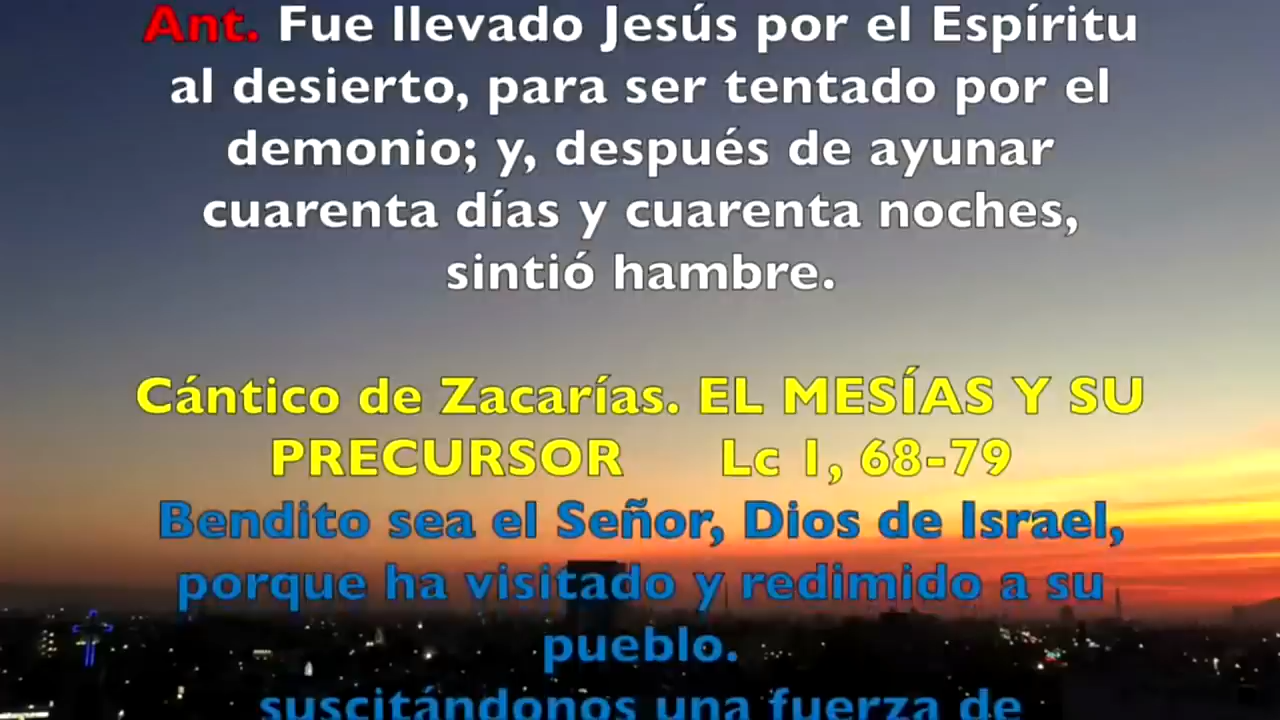 Ant. Fue llevado Jesús por el Espíritu
al desierto, para ser tentado por el
demonio; y, después de ayunar
cuarenta días y cuarenta noches,
sintió hambre.
Cántico de Zacarías. EL MESÍAS Y SU
PRECURSOR Lc 1, 68-79
Bendito sea el Señor, Dios de Israel,
porque ha visitado y redimido a su
pueblo.
suscitándonos una fuerza de